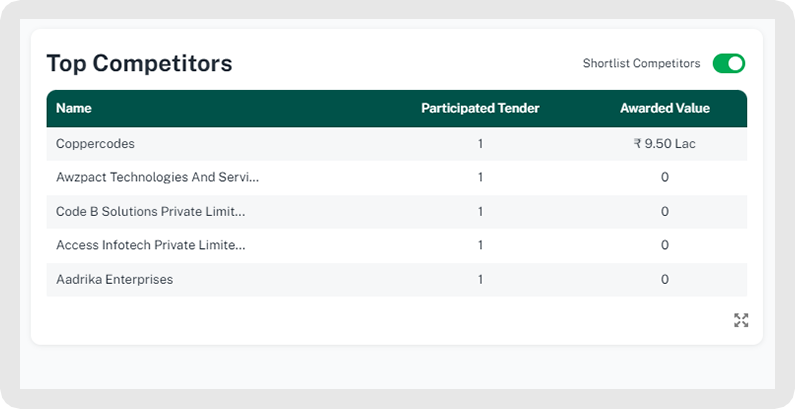 Top Competitors
Shortlist Competitors
Name Participated Tender Awarded Value
Coppercodes 1 ₹ 9.50 Lac
Awzpact Technologies And Servi... 1 0
Code B Solutions Private Limit... 1 0
Access Infotech Private Limite... 1 0
Aadrika Enterprises 1 0